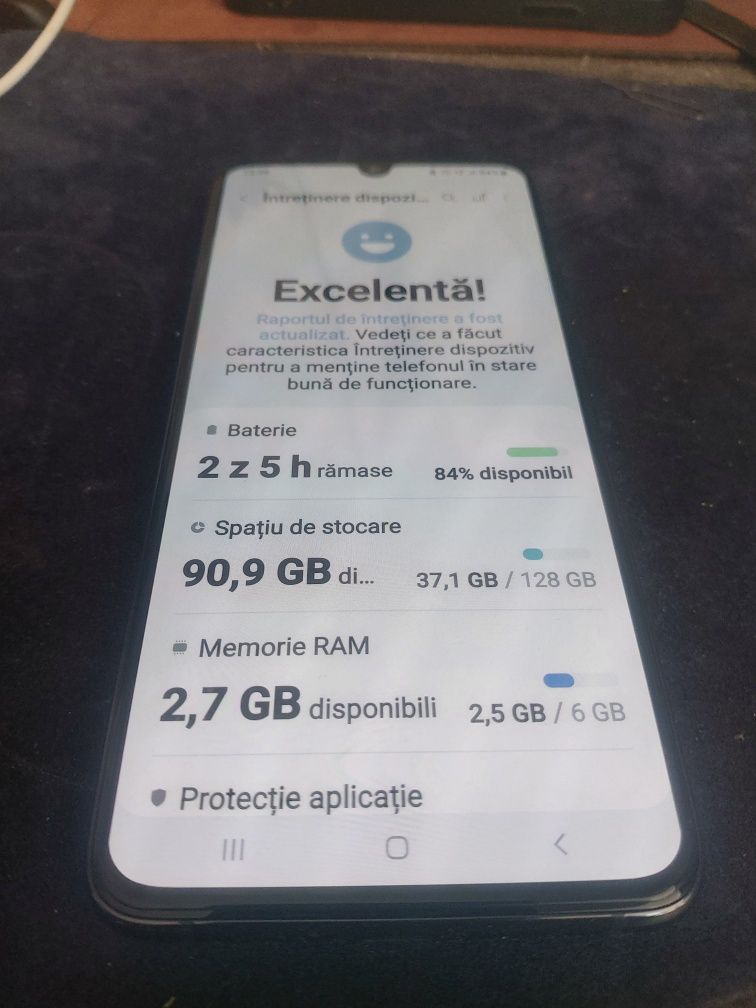 Întreținere dispozi...
Excelentă!
Raportul de întreținere a fost
actualizat. Vedeți ce a făcut
caracteristica Întreținere dispozitiv
pentru a menține telefonul în stare
bună de funcționare.
Baterie
2 z 5 h rămase 84% disponibil
Spațiu de stocare
90,9 GB di... 37,1 GB / 128 GB
Memorie RAM
2,7 GB disponibili 2,5 GB / 6 GB
Protecție aplicație